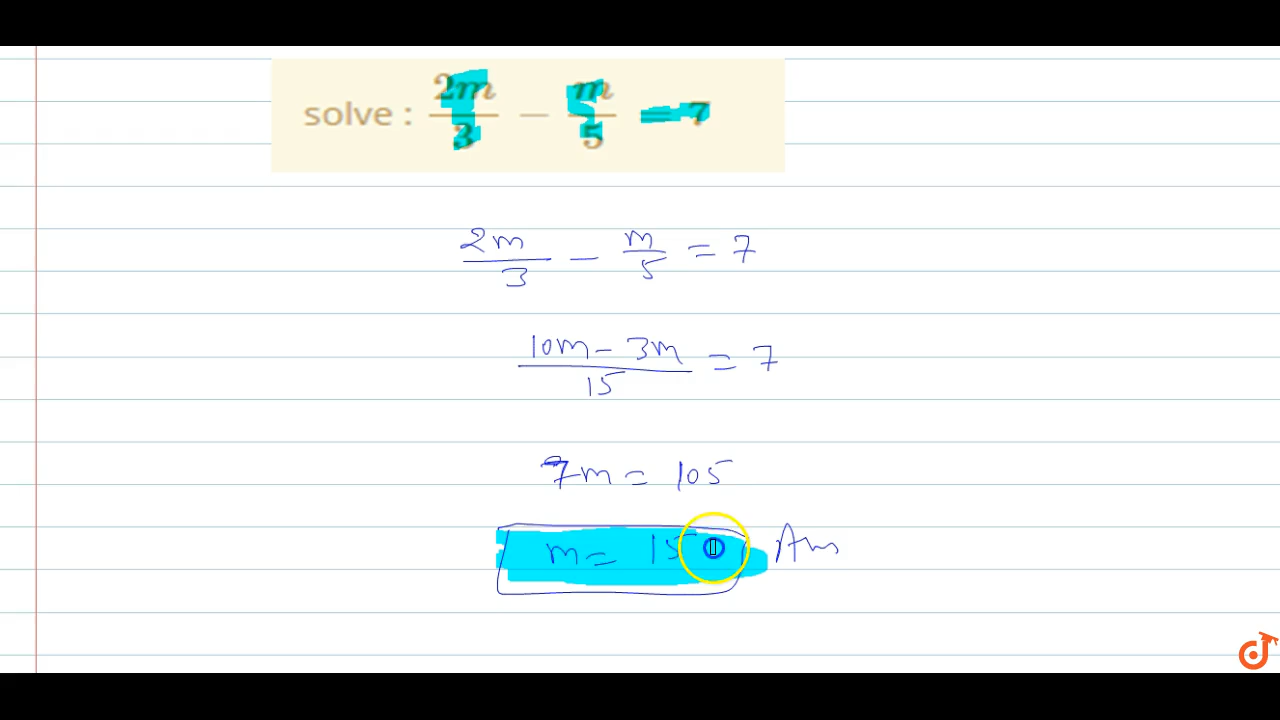 solve : 2m/3 − m/5 = 7
2m/3 − m/5 = 7
10m − 3m/15 = 7
7m = 105
m = 15 Ans